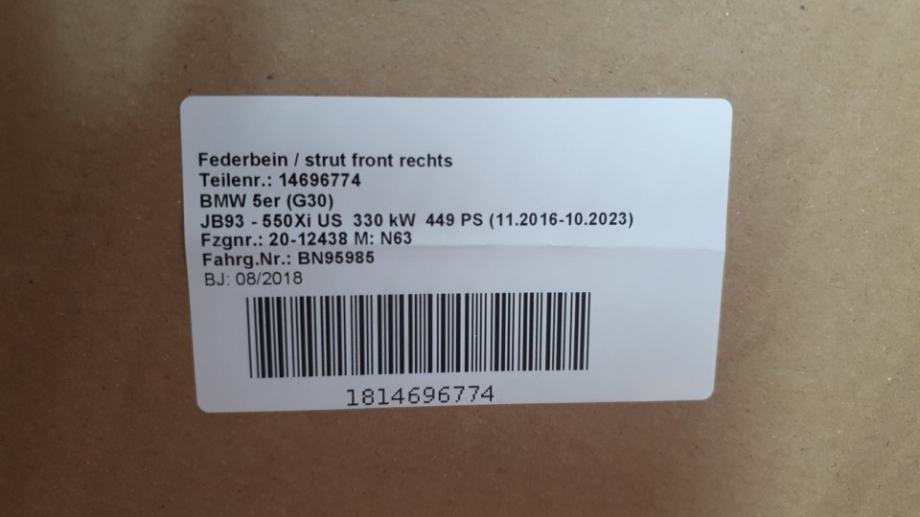 Federbein / strut front rechts
Teilenr.: 14696774
BMW 5er (G30)
JB93 - 550Xi US 330 kW 449 PS (11.2016-10.2023)
Fzgnr.: 20-12438 M: N63
Fahrg.Nr.: BN95985
BJ: 08/2018
1814696774